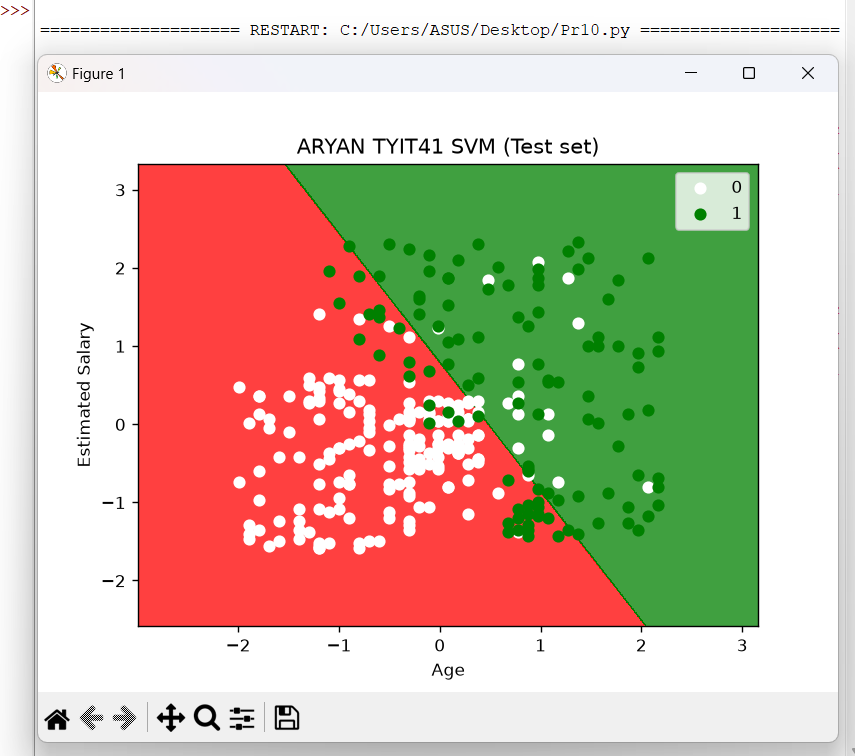 >>>
==================== RESTART: C:/Users/ASUS/Desktop/Pr10.py ====================
Figure 1
ARYAN TYIT41 SVM (Test set)
0
1
3
2
1
0
−1
−2
Estimated Salary
−2 −1 0 1 2 3
Age